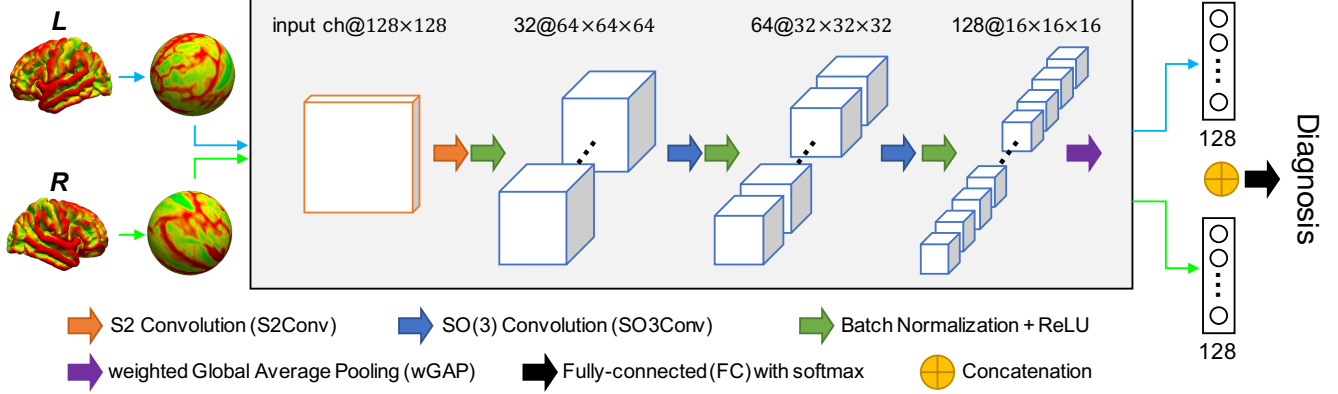 L
input ch@128×128
32@64×64×64
64@32×32×32
128@16×16×16
128
R
Diagnosis
128
S2 Convolution (S2Conv)
SO(3) Convolution (SO3Conv)
Batch Normalization + ReLU
weighted Global Average Pooling (wGAP)
Fully-connected (FC) with softmax
Concatenation